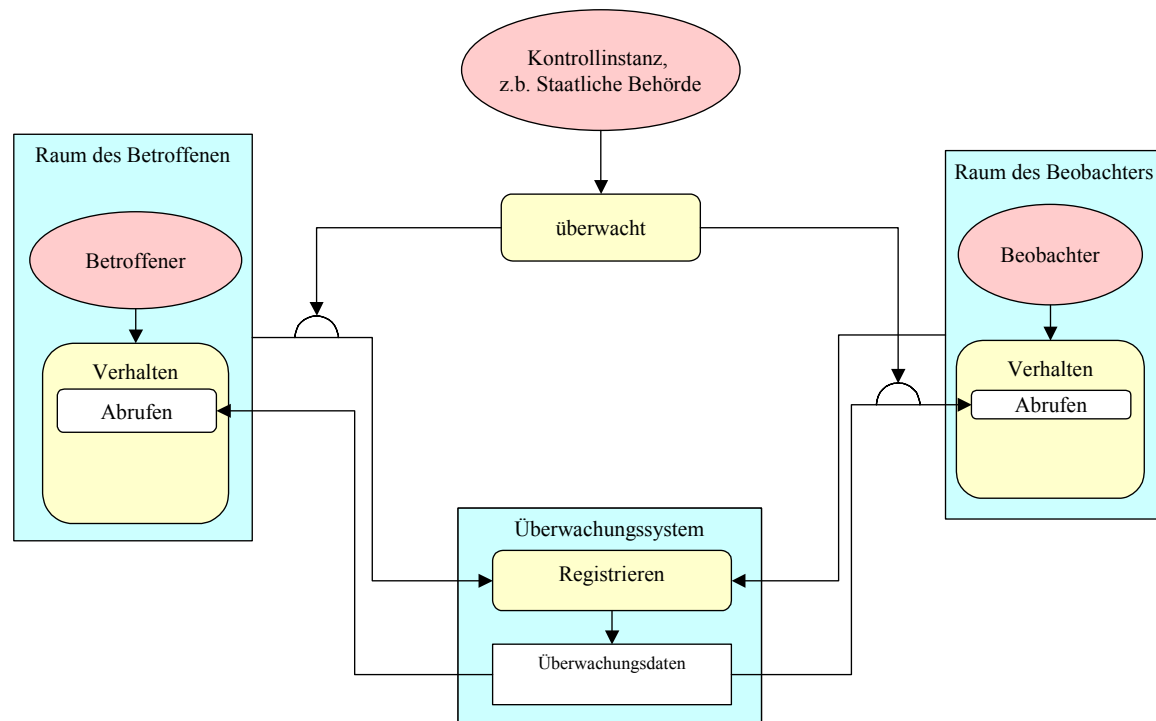 Kontrollinstanz,
z.b. Staatliche Behörde
Raum des Betroffenen
Raum des Beobachters
überwacht
Betroffener
Beobachter
Verhalten
Abrufen
Verhalten
Abrufen
Überwachungssystem
Registrieren
Überwachungsdaten